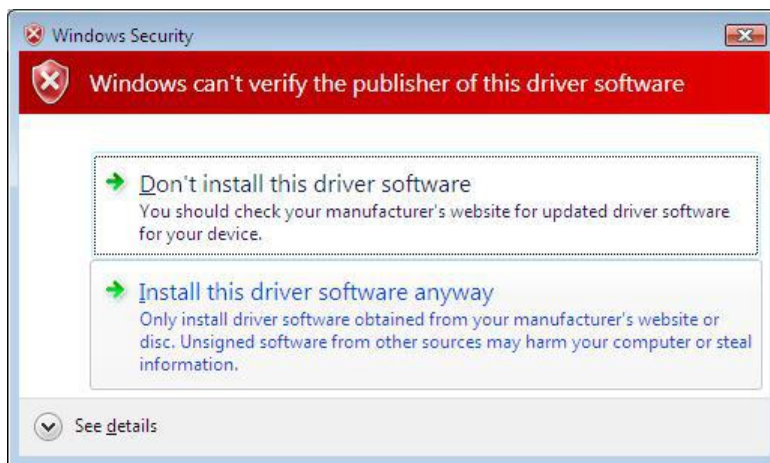 Windows Security
Windows can't verify the publisher of this driver software
Don't install this driver software
You should check your manufacturer's website for updated driver software
for your device.
Install this driver software anyway
Only install driver software obtained from your manufacturer's website or
disc. Unsigned software from other sources may harm your computer or steal
information.
See details